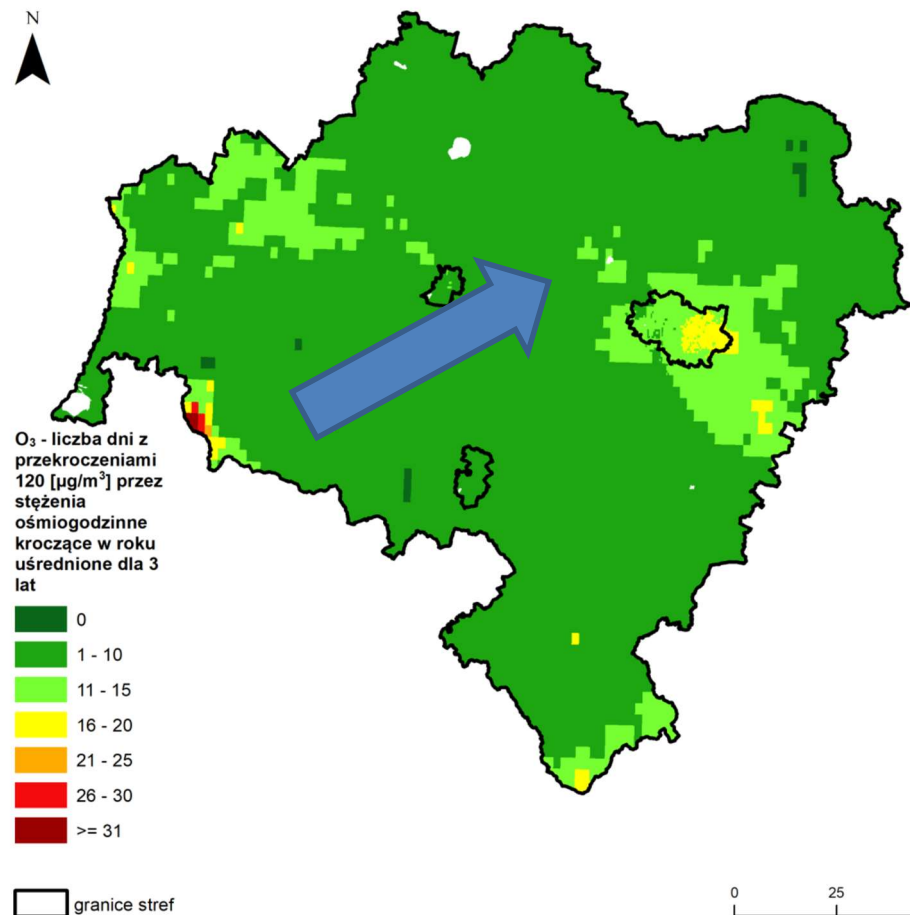 N
O₃ - liczba dni z
przekroczeniami
120 [µg/m³] przez
stężenia
ośmiogodzinne
kroczące w roku
uśrednione dla 3
lat
0
1 - 10
11 - 15
16 - 20
21 - 25
26 - 30
>= 31
granice stref
0 25